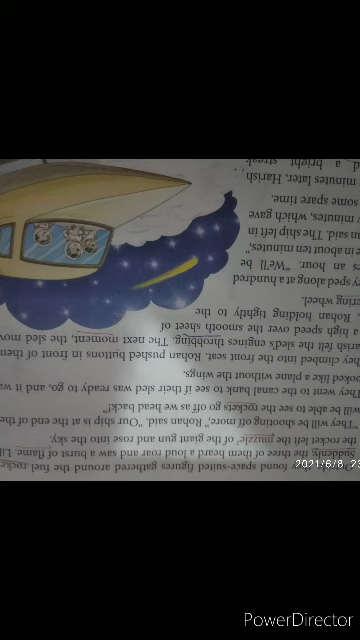 they found space-suited figures gathered around the fuel rocke
Suddenly, the three of them heard a loud roar and saw a burst of flame. Lil
the rocket left the muzzle² of the giant gun and rose into the sky.
"They will be shooting off more," Rohan said. "Our ship is at the end of the
will be able to see the rockets go off as we head back!"
They went to the canal bank to see if their sled was ready to go, and it wa
ooked like a plane without the wings.
hey climbed into the front seat. Rohan pushed buttons in front of them
arish felt the sled's engines throbbing. The next moment, the sled mov
a high speed over the smooth sheet of
, Rohan holding tightly to the
ering wheel.
y sped along at a hundred
es an hour. "We'll be
e in about ten minutes,"
an said. The ship left in
minutes, which gave
some spare time.
minutes later, Harish
d a bright streak
2021/6/8 23
PowerDirector